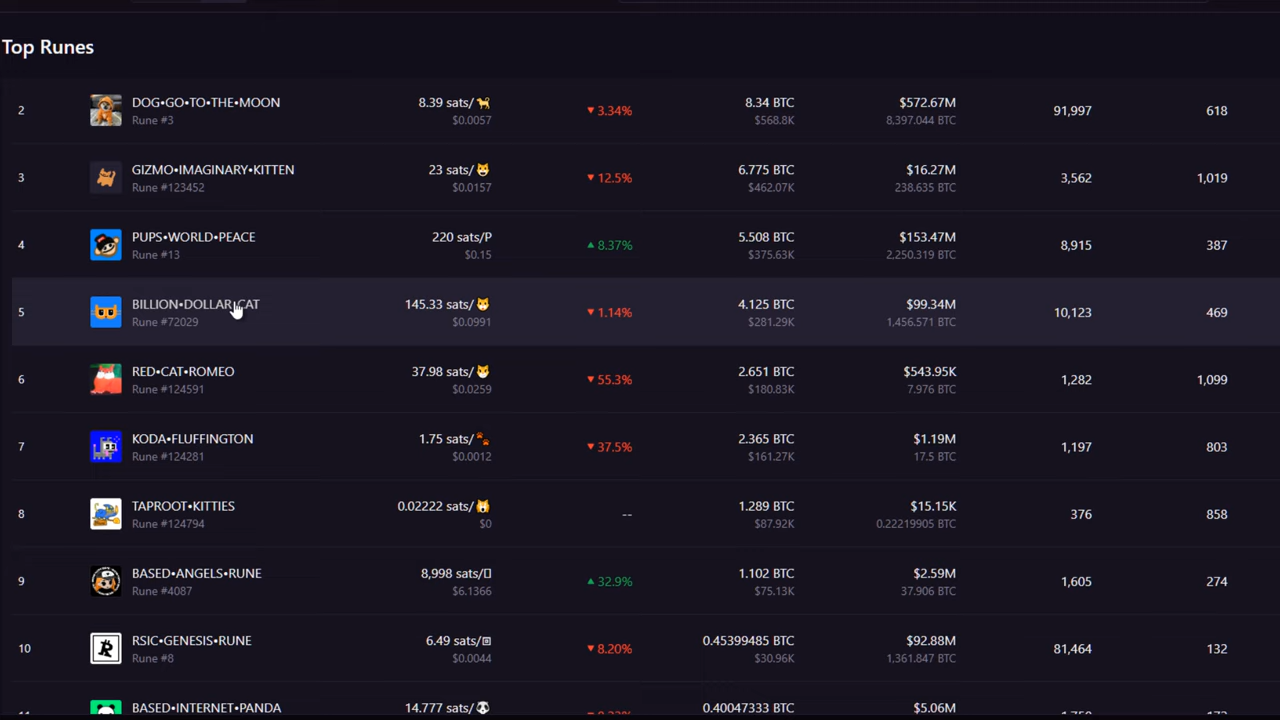 Top Runes
2 DOG•GO•TO•THE•MOON 8.39 sats/🐕 ▼3.34% 8.34 BTC $572.67M 91,997 618
Rune #3 $0.0057 $568.8K 8,397.044 BTC
3 GIZMO•IMAGINARY•KITTEN 23 sats/😺 ▼12.5% 6.775 BTC $16.27M 3,562 1,019
Rune #123452 $0.0157 $462.07K 238.635 BTC
4 PUPS•WORLD•PEACE 220 sats/P ▲8.37% 5.508 BTC $153.47M 8,915 387
Rune #13 $0.15 $375.63K 2,250.319 BTC
5 BILLION•DOLLAR•CAT 145.33 sats/🐱 ▼1.14% 4.125 BTC $99.34M 10,123 469
Rune #72029 $0.0991 $281.29K 1,456.571 BTC
6 RED•CAT•ROMEO 37.98 sats/🐱 ▼55.3% 2.651 BTC $543.95K 1,282 1,099
Rune #124591 $0.0259 $180.83K 7.976 BTC
7 KODA•FLUFFINGTON 1.75 sats/🐾 ▼37.5% 2.365 BTC $1.19M 1,197 803
Rune #124281 $0.0012 $161.27K 17.5 BTC
8 TAPROOT•KITTIES 0.02222 sats/🙀 -- 1.289 BTC $15.15K 376 858
Rune #124794 $0 $87.92K 0.22219905 BTC
9 BASED•ANGELS•RUNE 8,998 sats/ ▲32.9% 1.102 BTC $2.59M 1,605 274
Rune #4087 $6.1366 $75.13K 37.906 BTC
10 RSIC•GENESIS•RUNE 6.49 sats/ ▼8.20% 0.45399485 BTC $92.88M 81,464 132
Rune #8 $0.0044 $30.96K 1,361.847 BTC
BASED•INTERNET•PANDA 14.777 sats/🐼 0.40047333 BTC $5.06M